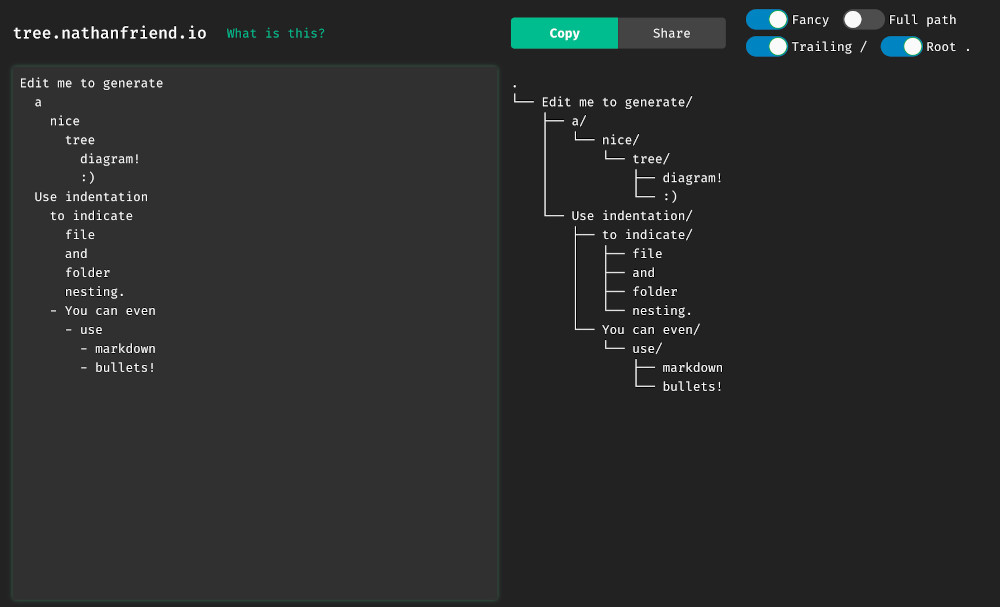 tree.nathanfriend.io What is this?
Copy Share
Fancy Full path
Trailing / Root .
Edit me to generate
  a
    nice
      tree
        diagram!
        :)
  Use indentation
    to indicate
      file
      and
      folder
      nesting.
    - You can even
      - use
        - markdown
        - bullets!
.
└── Edit me to generate/
    ├── a/
    │   └── nice/
    │       └── tree/
    │           ├── diagram!
    │           └── :)
    └── Use indentation/
        ├── to indicate/
        │   ├── file
        │   ├── and
        │   ├── folder
        │   └── nesting.
        └── You can even/
            └── use/
                ├── markdown
                └── bullets!